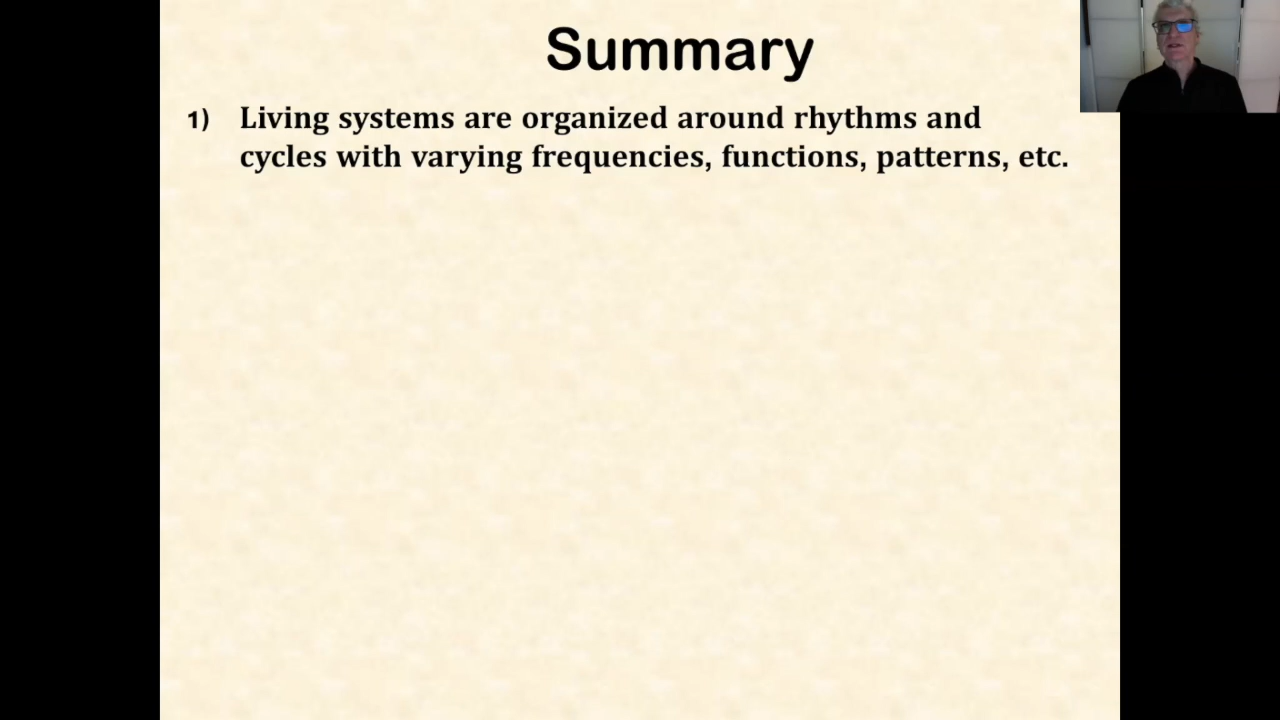 Summary
1) Living systems are organized around rhythms and
cycles with varying frequencies, functions, patterns, etc.